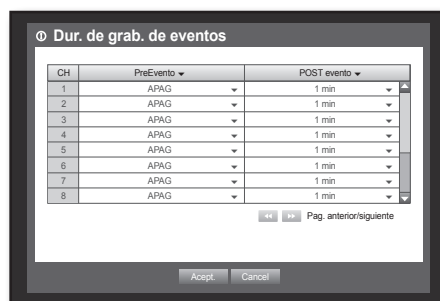 Dur. de grab. de eventos
CH PreEvento POST evento
1 APAG 1 min
2 APAG 1 min
3 APAG 1 min
4 APAG 1 min
5 APAG 1 min
6 APAG 1 min
7 APAG 1 min
8 APAG 1 min
Pag. anterior/siguiente
Acept. Cancel